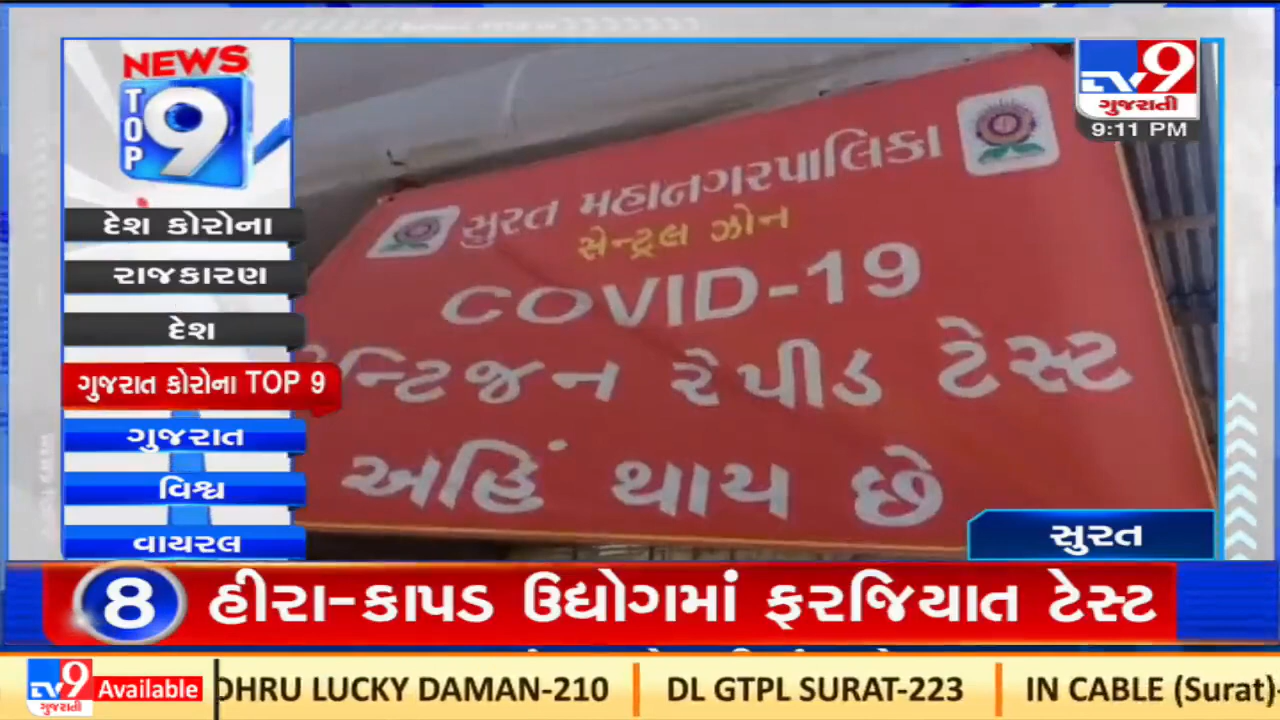 NEWS
TOP 9
TV9
ગુજરાતી
9:11 PM
સુરત મહાનગરપાલિકા
સેન્ટ્રલ ઝોન
COVID-19
ન્ટિજન રેપીડ ટેસ્ટ
અહિં થાય છે
દેશ કોરોના
રાજકારણ
દેશ
ગુજરાત કોરોના TOP 9
ગુજરાત
વિશ્વ
વાયરલ
સુરત
8 હીરા-કાપડ ઉદ્યોગમાં ફરજિયાત ટેસ્ટ
TV9 ગુજરાતી Available DHRU LUCKY DAMAN-210 DL GTPL SURAT-223 IN CABLE (Surat)-